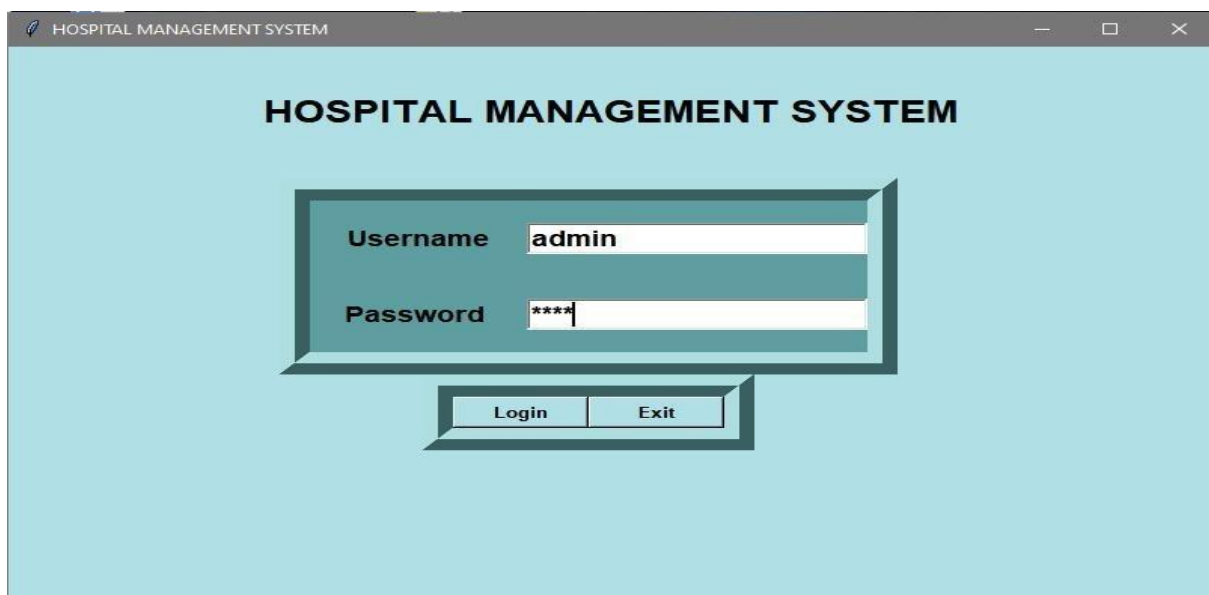 HOSPITAL MANAGEMENT SYSTEM
HOSPITAL MANAGEMENT SYSTEM
Username admin
Password ****
Login Exit